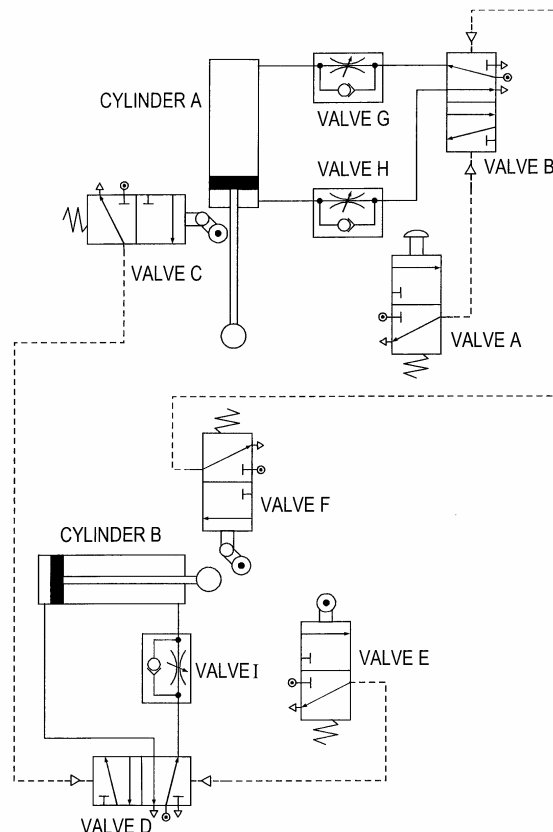 CYLINDER A
VALVE G
VALVE B
VALVE H
VALVE C
VALVE A
VALVE F
CYLINDER B
VALVE I
VALVE E
VALVE D